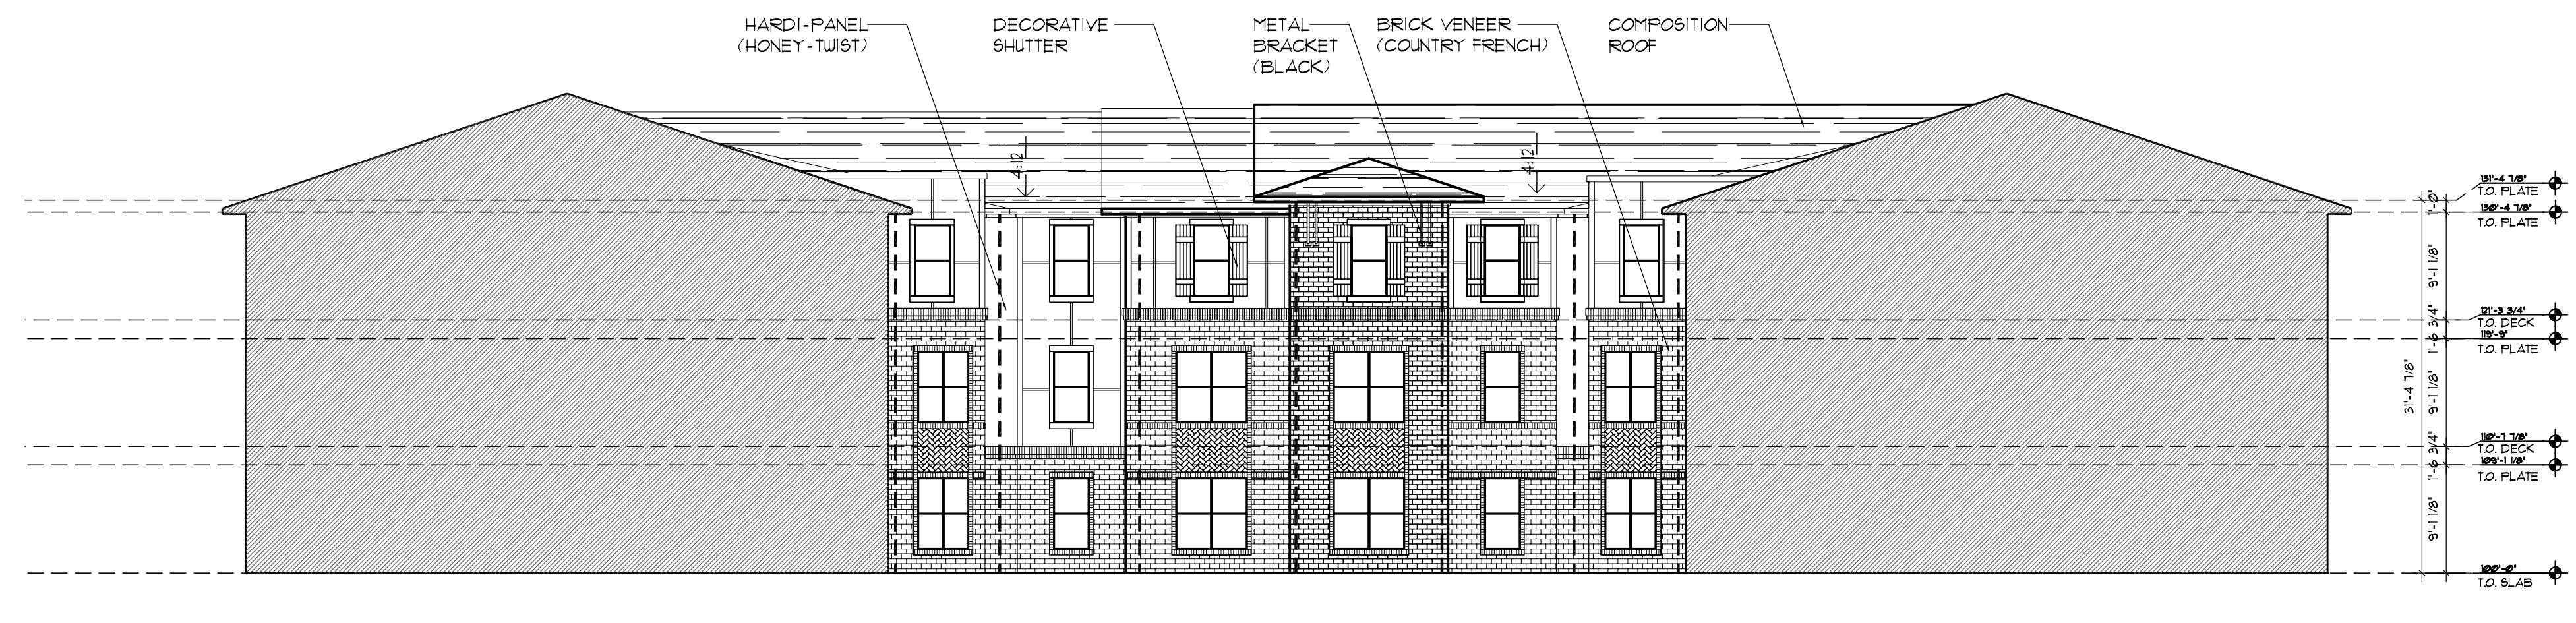 HARDI-PANEL
(HONEY-TWIST)
DECORATIVE
SHUTTER
METAL
BRACKET
(BLACK)
BRICK VENEER
(COUNTRY FRENCH)
COMPOSITION
ROOF
4:12
4:12
131'-4 7/8"
T.O. PLATE
130'-4 7/8"
T.O. PLATE
121'-3 3/4"
T.O. DECK
119'-9"
T.O. PLATE
110'-7 7/8"
T.O. DECK
109'-1 1/8"
T.O. PLATE
100'-0"
T.O. SLAB
1'-0"
9'-1 1/8"
1'-6 3/4"
9'-1 1/8"
1'-6 3/4"
9'-1 1/8"
31'-4 7/8"